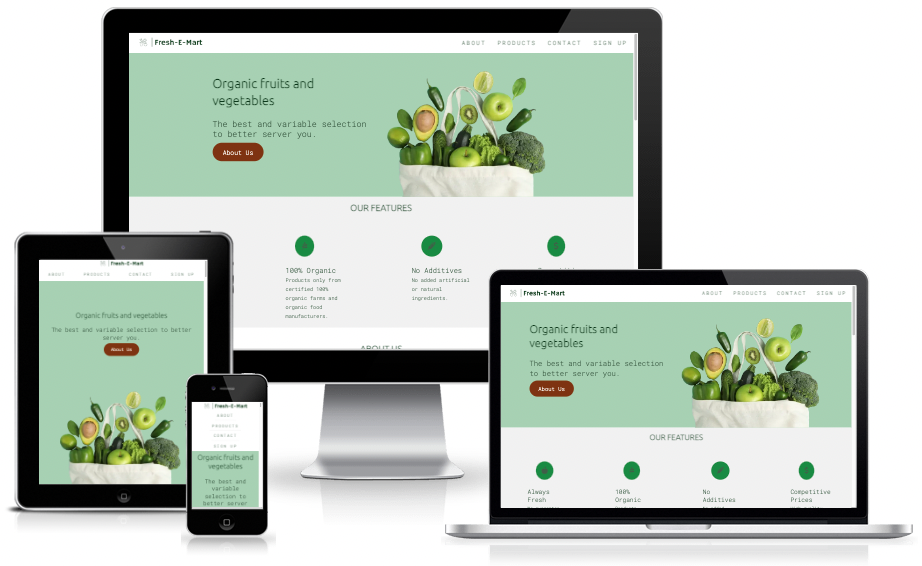 Fresh-E-Mart
ABOUT PRODUCTS CONTACT SIGN UP
Organic fruits and
vegetables
The best and variable selection
to better server you.
About Us
OUR FEATURES
100% Organic
Products only from
certified 100%
organic farms and
organic food
manufacturers.
No Additives
No added artificial
or natural
ingredients.
ABOUT US
Fresh-E-Mart
ABOUT PRODUCTS CONTACT SIGN UP
Organic fruits and vegetables
The best and variable selection to better
server you.
About Us
Fresh-E-Mart
ABOUT
PRODUCTS
CONTACT
SIGN UP
Organic fruits and
vegetables
The best and
variable
selection to
better server
Fresh-E-Mart
ABOUT PRODUCTS CONTACT SIGN UP
Organic fruits and
vegetables
The best and variable selection
to better server you.
About Us
OUR FEATURES
Always
Fresh
100%
Organic
No
Additives
Competitive
Prices